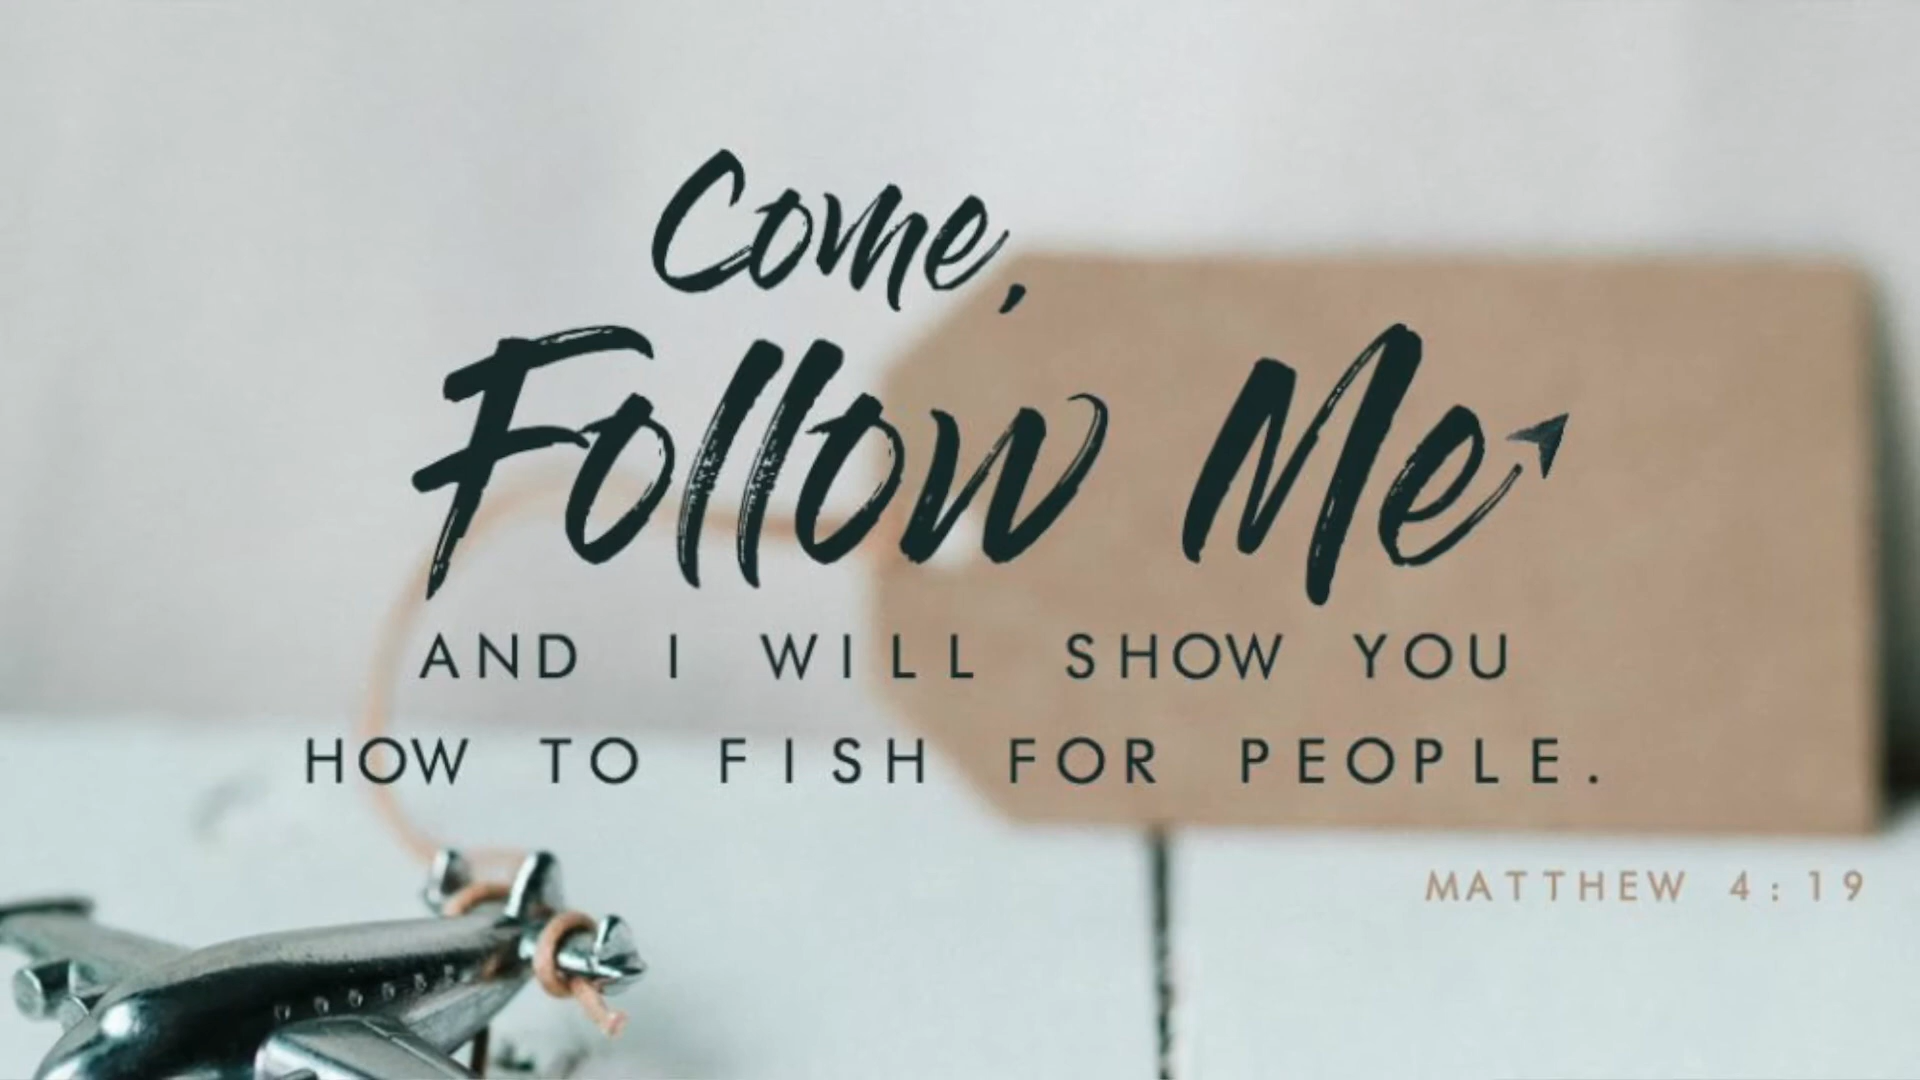 Come,
Follow Me
AND I WILL SHOW YOU
HOW TO FISH FOR PEOPLE.
MATTHEW 4:19